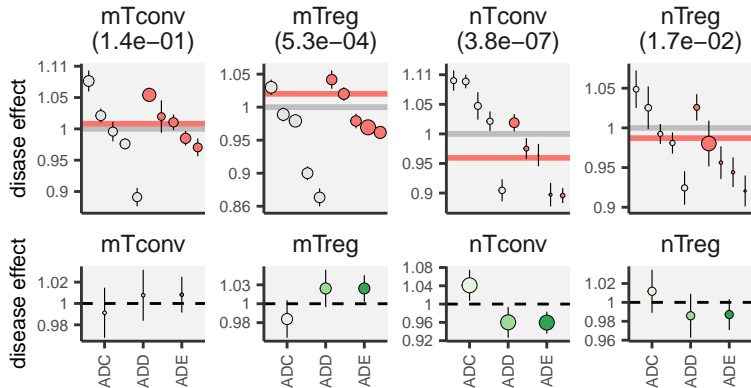 mTconv mTreg nTconv nTreg
(1.4e−01) (5.3e−04) (3.8e−07) (1.7e−02)
disase effect
1.11 1.05 1.11 1.05
1.05 1 1.05 1
1 0.95 1 0.95
0.95 0.9 0.95 0.9
0.9 0.86 0.9
mTconv mTreg nTconv nTreg
disease effect
1.02 1.03 1.08 1.02
1 1 1.04 1
0.98 0.98 1 0.98
0.96 0.96
0.92
ADC ADD ADE ADC ADD ADE ADC ADD ADE ADC ADD ADE